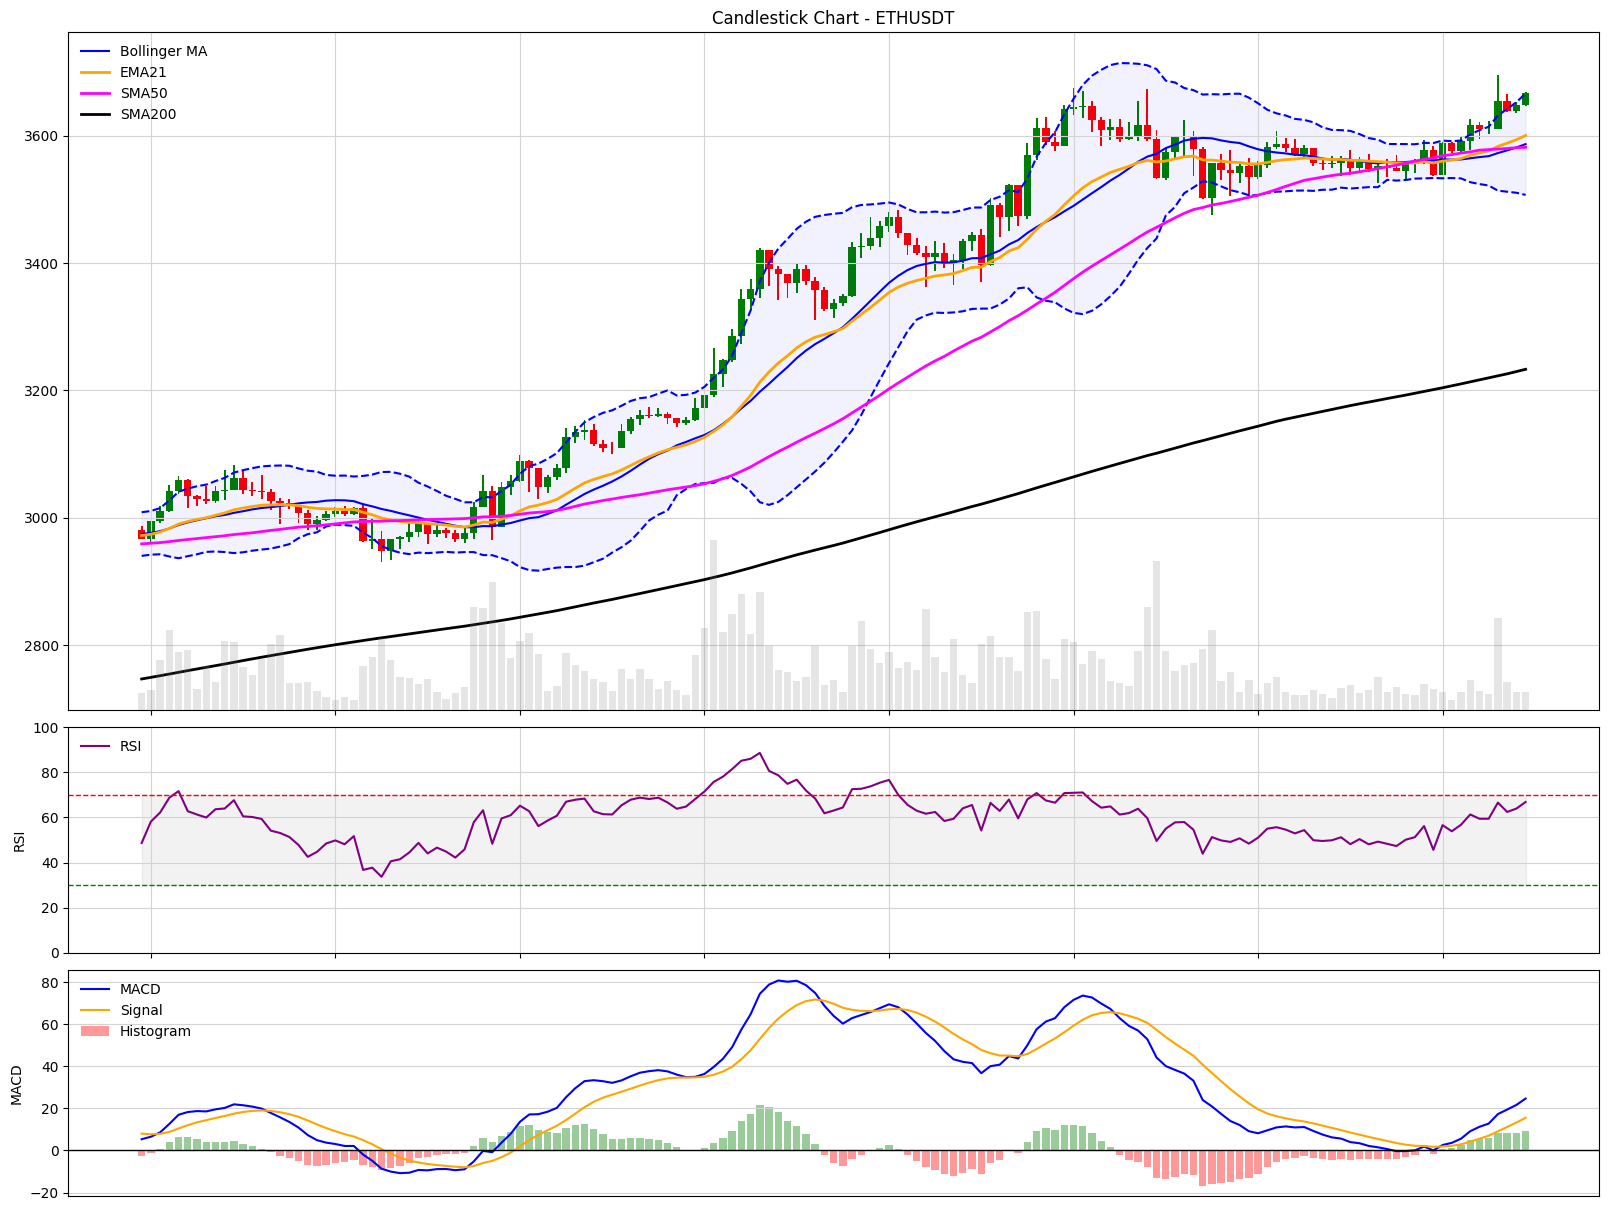 Candlestick Chart - ETHUSDT
Bollinger MA
EMA21
SMA50
SMA200
3600
3400
3200
3000
2800
RSI
100
80
60
40
20
0
RSI
MACD
Signal
Histogram
80
60
40
20
0
−20
MACD